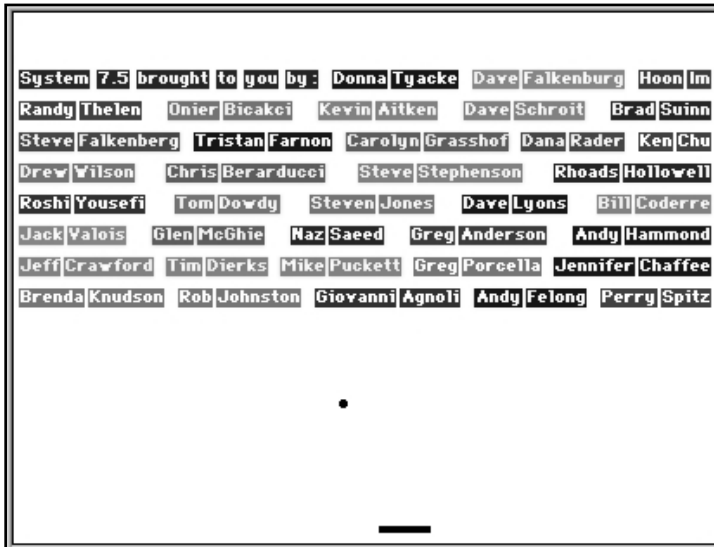 System 7.5 brought to you by: Donna Tyacke Dave Falkenburg Hoon Im
Randy Thelen Onier Bicakci Kevin Aitken Dave Schroit Brad Suinn
Steve Falkenberg Tristan Farnon Carolyn Grasshof Dana Rader Ken Chu
Drew Wilson Chris Berarducci Steve Stephenson Rhoads Hollowell
Roshi Yousefi Tom Dowdy Steven Jones Dave Lyons Bill Coderre
Jack Valois Glen McGhie Naz Saeed Greg Anderson Andy Hammond
Jeff Crawford Tim Dierks Mike Puckett Greg Porcella Jennifer Chaffee
Brenda Knudson Rob Johnston Giovanni Agnoli Andy Felong Perry Spitz